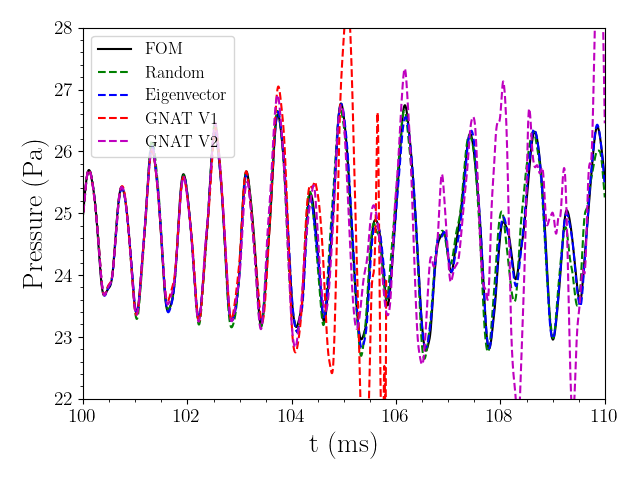 28
27
26
25
24
23
22
Pressure (Pa)
FOM
Random
Eigenvector
GNAT V1
GNAT V2
100
102
104
106
108
110
t (ms)